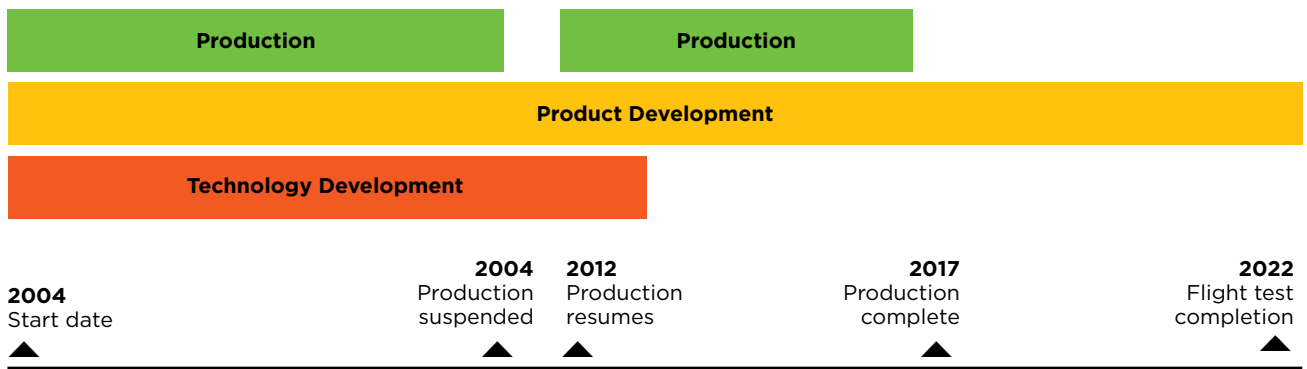 Production
Production
Product Development
Technology Development
2004
Start date
2004
Production
suspended
2012
Production
resumes
2017
Production
complete
2022
Flight test
completion